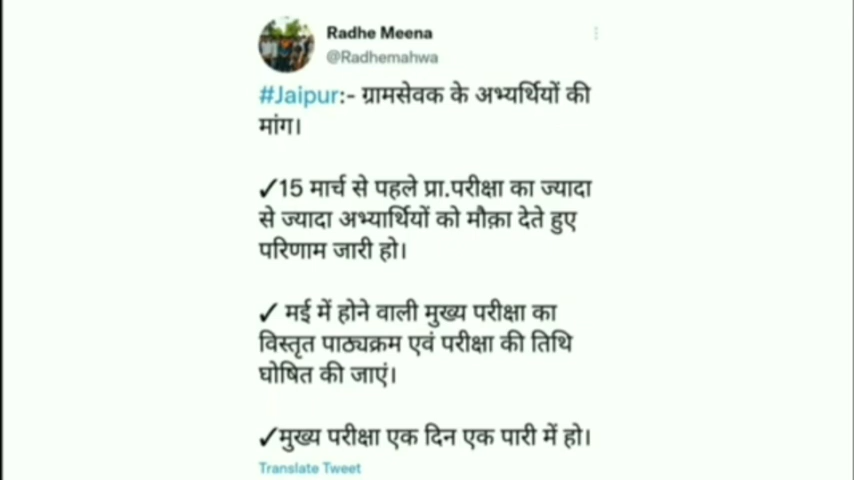 Radhe Meena
@Radhemahwa
#Jaipur:- ग्रामसेवक के अभ्यर्थियों की
मांग।
✓15 मार्च से पहले प्रा.परीक्षा का ज्यादा
से ज्यादा अभ्यार्थियों को मौक़ा देते हुए
परिणाम जारी हो।
✓ मई में होने वाली मुख्य परीक्षा का
विस्तृत पाठ्यक्रम एवं परीक्षा की तिथि
घोषित की जाएं।
✓मुख्य परीक्षा एक दिन एक पारी में हो।
Translate Tweet